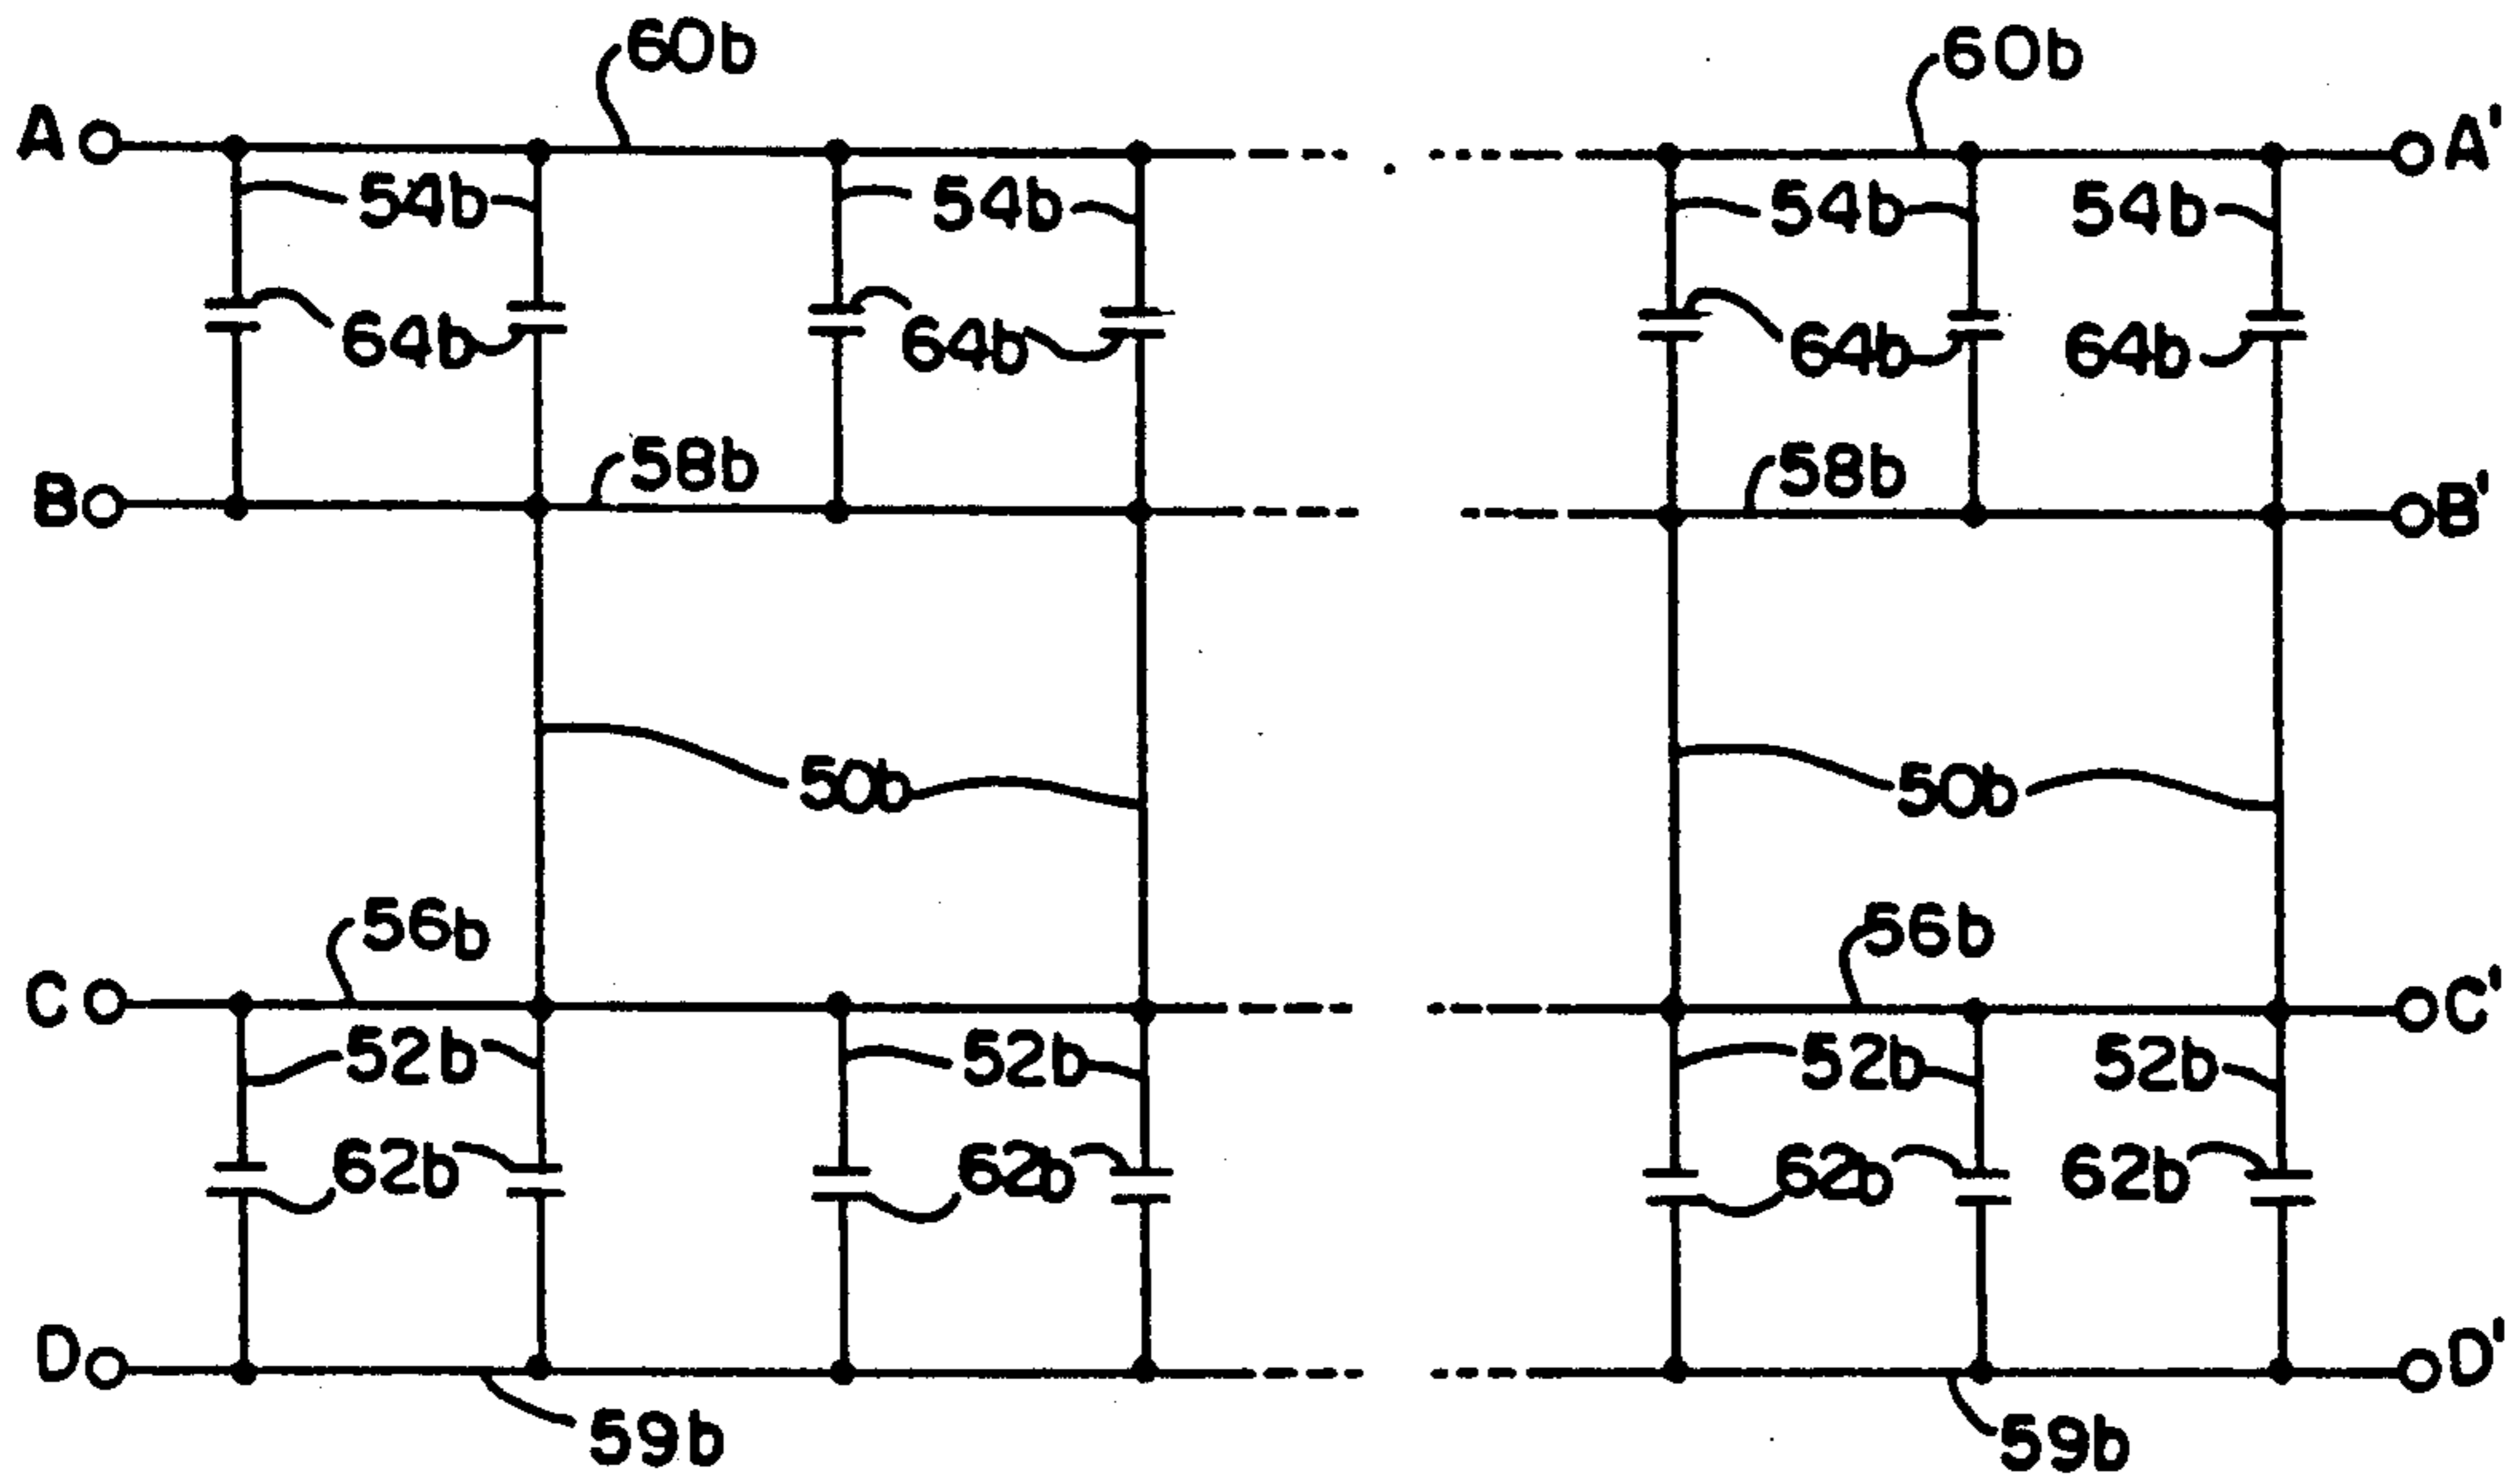 60b 60b
A A'
54b 54b 54b 54b
64b 64b 64b 64b
58b 58b
B B'
50b 50b
56b 56b
C C'
52b 52b 52b 52b
62b 62b 62b 62b
D D'
59b 59b